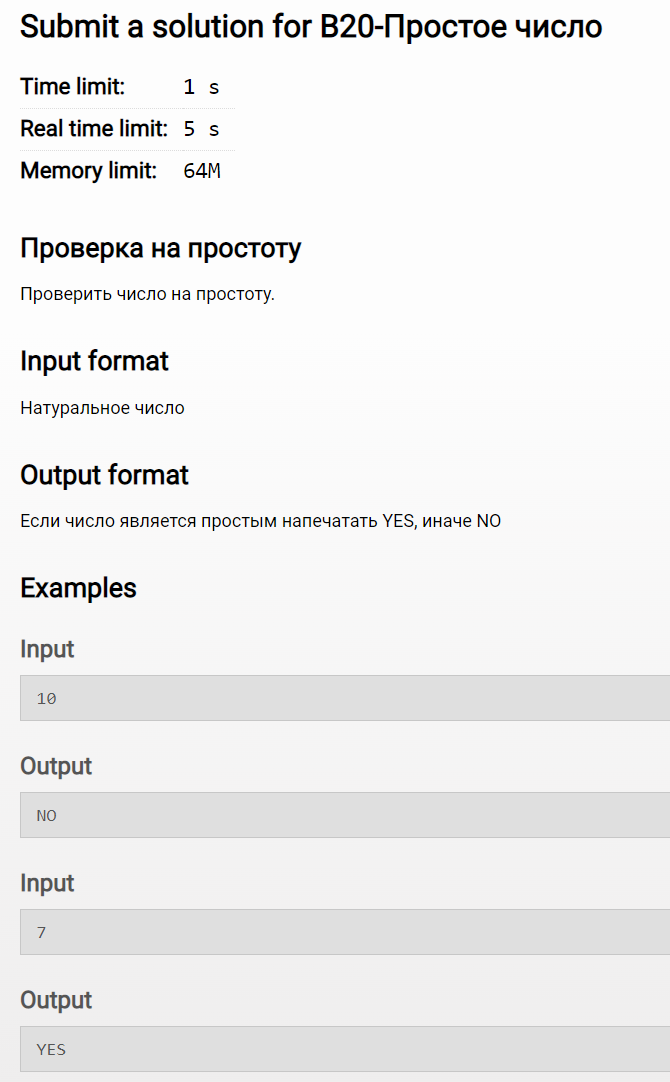 Submit a solution for B20-Простое число
Time limit: 1 s
Real time limit: 5 s
Memory limit: 64M
Проверка на простоту
Проверить число на простоту.
Input format
Натуральное число
Output format
Если число является простым напечатать YES, иначе NO
Examples
Input
10
Output
NO
Input
7
Output
YES